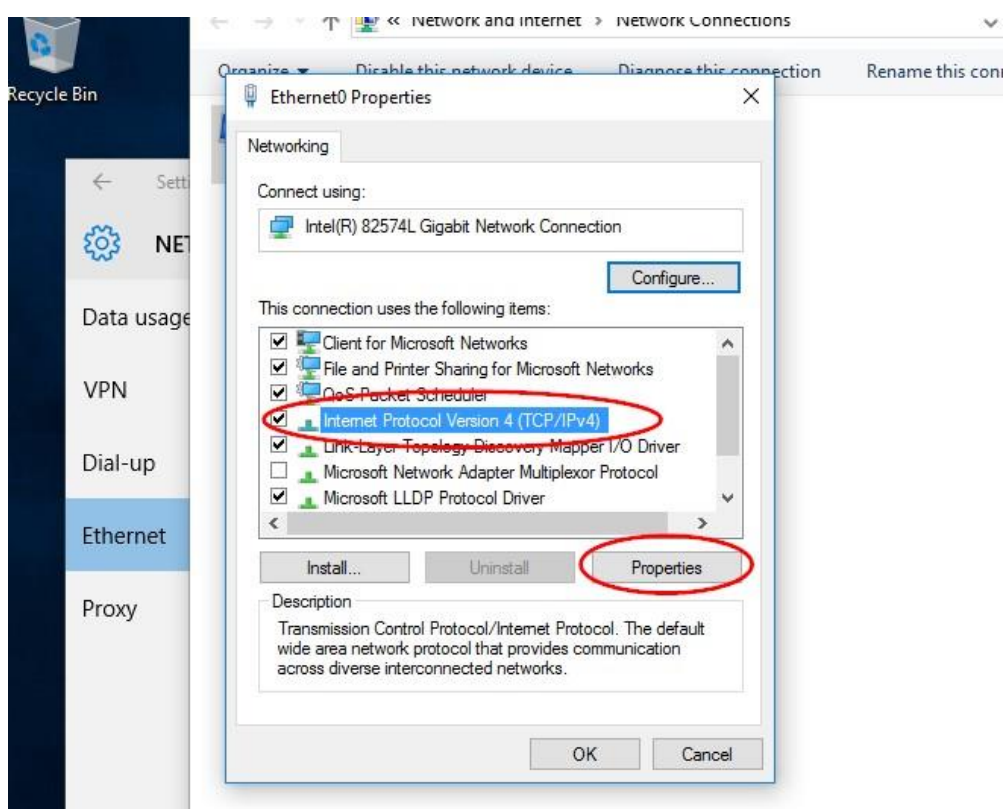 « Network and Internet > Network Connections
Organize Disable this network device Diagnose this connection Rename this conn
Recycle Bin
Ethernet0 Properties
Networking
Connect using:
Intel(R) 82574L Gigabit Network Connection
Configure...
This connection uses the following items:
Client for Microsoft Networks
File and Printer Sharing for Microsoft Networks
QoS Packet Scheduler
Internet Protocol Version 4 (TCP/IPv4)
Link-Layer Topology Discovery Mapper I/O Driver
Microsoft Network Adapter Multiplexor Protocol
Microsoft LLDP Protocol Driver
Install... Uninstall Properties
Description
Transmission Control Protocol/Internet Protocol. The default
wide area network protocol that provides communication
across diverse interconnected networks.
OK Cancel
Setti
NET
Data usage
VPN
Dial-up
Ethernet
Proxy